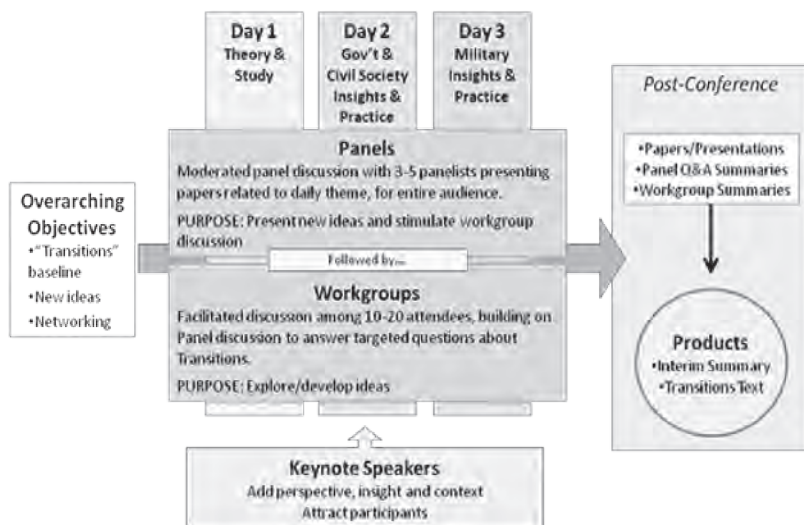 Day 1
Theory &
Study
Day 2
Gov't &
Civil Society
Insights &
Practice
Day 3
Military
Insights &
Practice
Panels
Moderated panel discussion with 3-5 panelists presenting
papers related to daily theme, for entire audience.
PURPOSE: Present new ideas and stimulate workgroup
discussion
Followed by...
Workgroups
Facilitated discussion among 10-20 attendees, building on
Panel discussion to answer targeted questions about
Transitions.
PURPOSE: Explore/develop ideas
Overarching
Objectives
•"Transitions"
baseline
•New ideas
•Networking
Keynote Speakers
Add perspective, insight and context
Attract participants
Post-Conference
•Papers/Presentations
•Panel Q&A Summaries
•Workgroup Summaries
Products
•Interim Summary
•Transitions Text